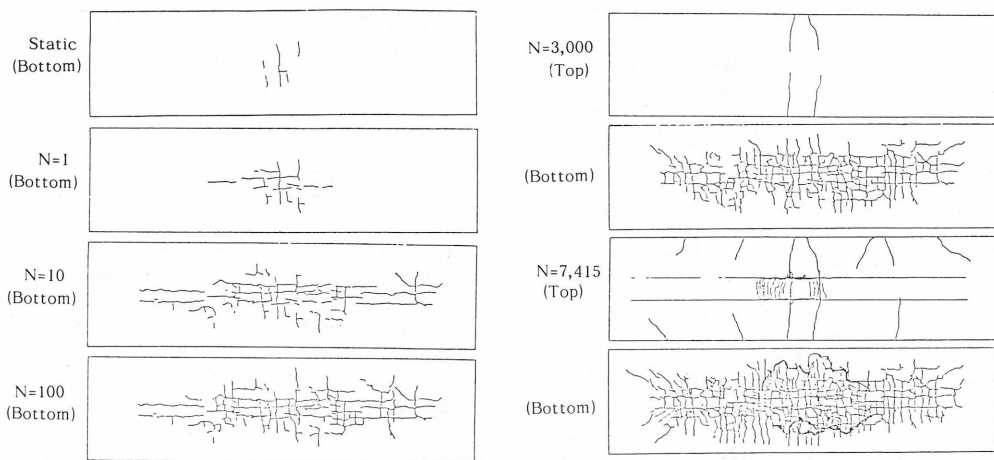 Static
(Bottom)
N=1
(Bottom)
N=10
(Bottom)
N=100
(Bottom)
N=3,000
(Top)
(Bottom)
N=7,415
(Top)
(Bottom)